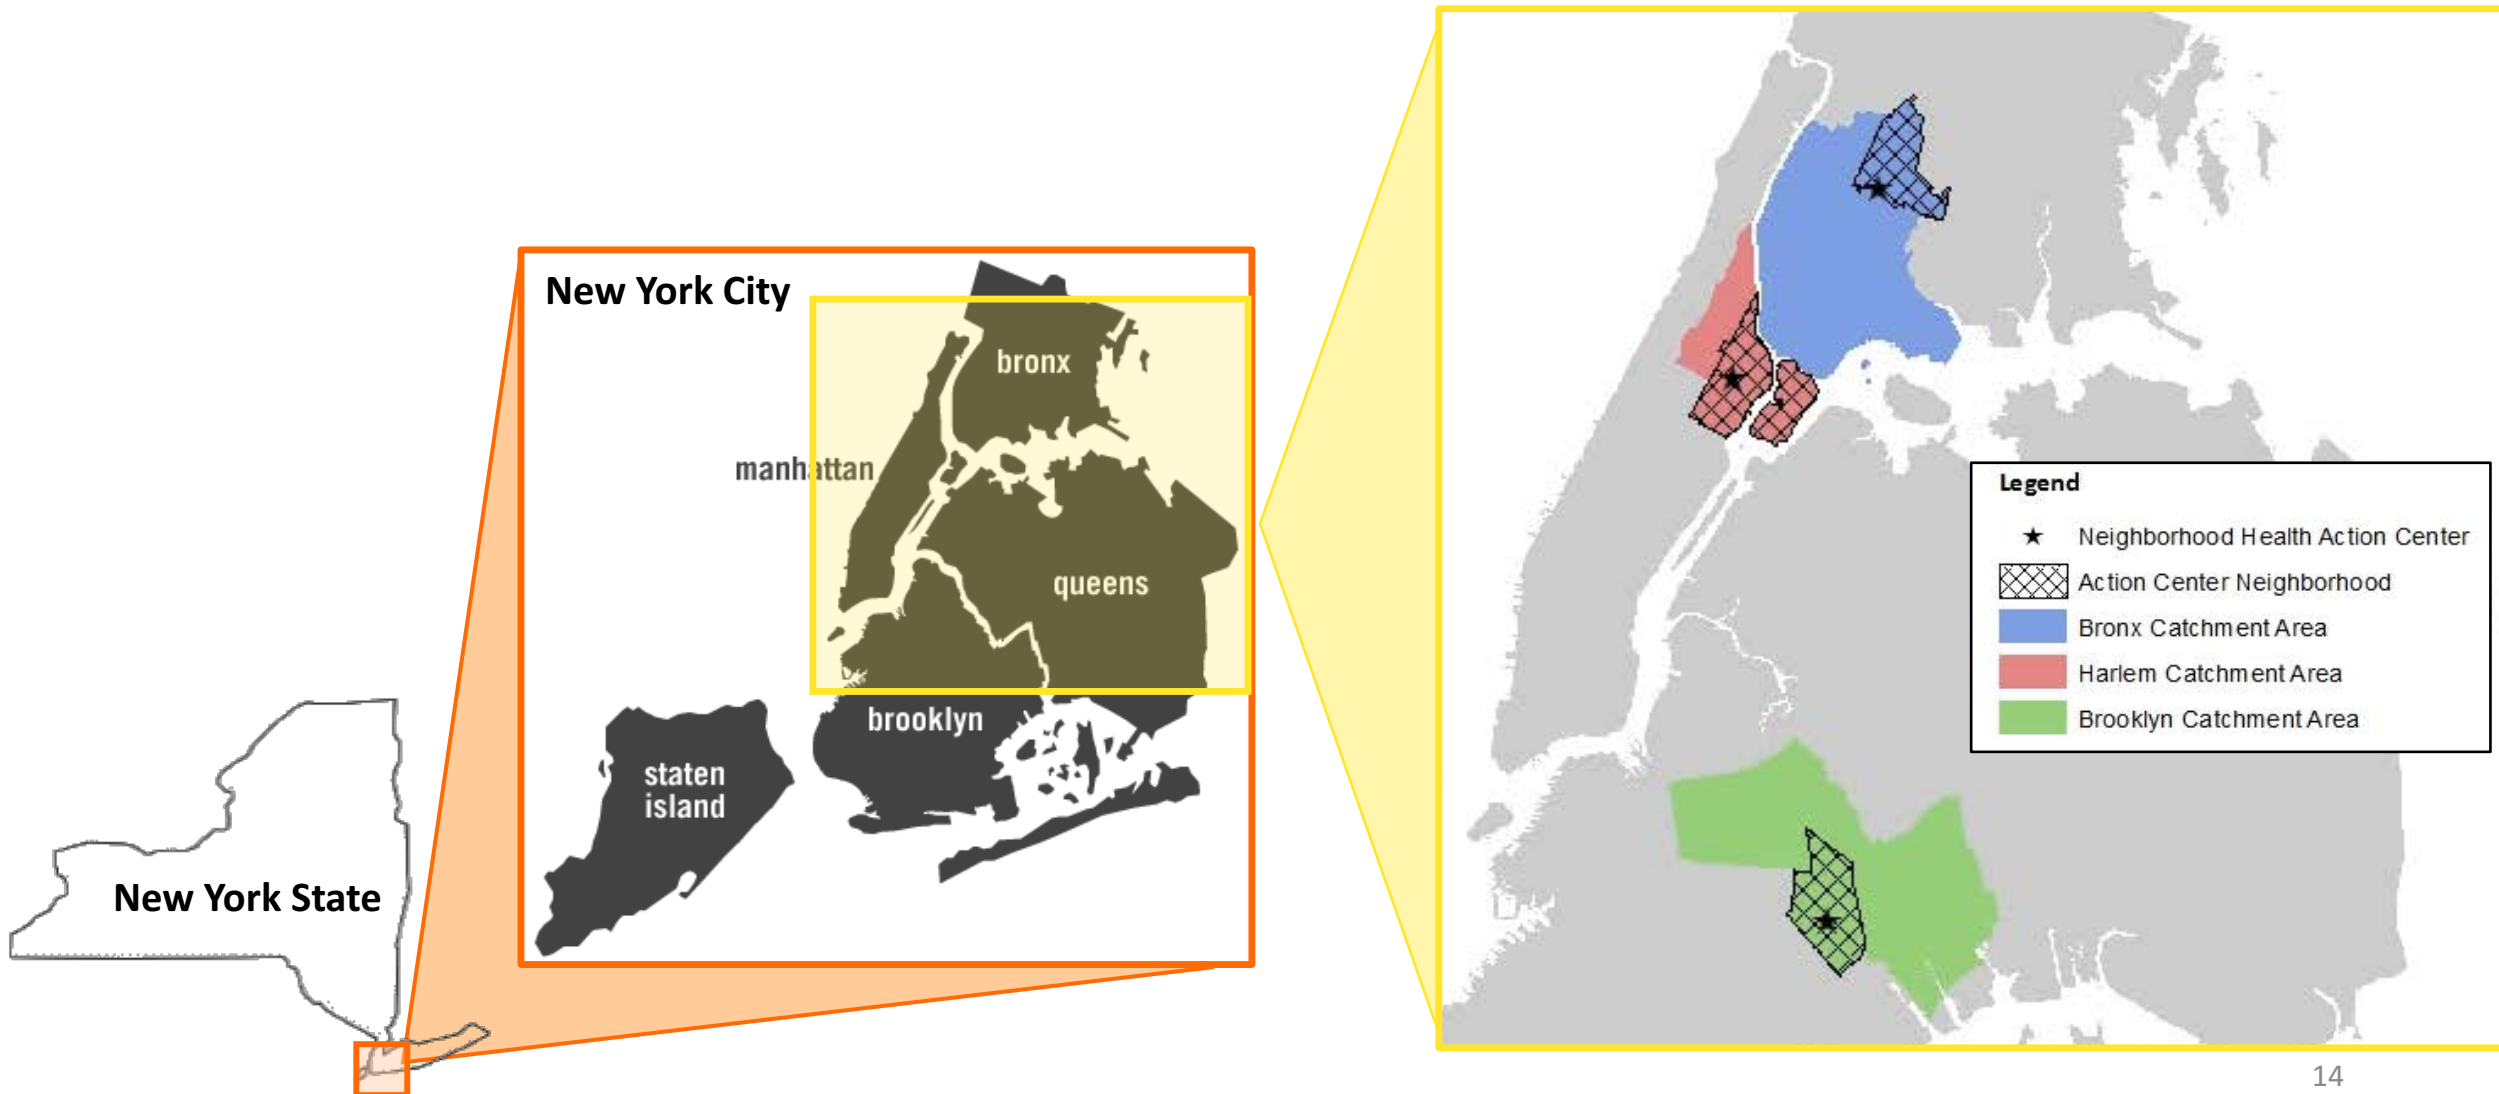 New York State
New York City
bronx
manhattan
queens
brooklyn
staten
island
Legend
Neighborhood Health Action Center
Action Center Neighborhood
Bronx Catchment Area
Harlem Catchment Area
Brooklyn Catchment Area
14